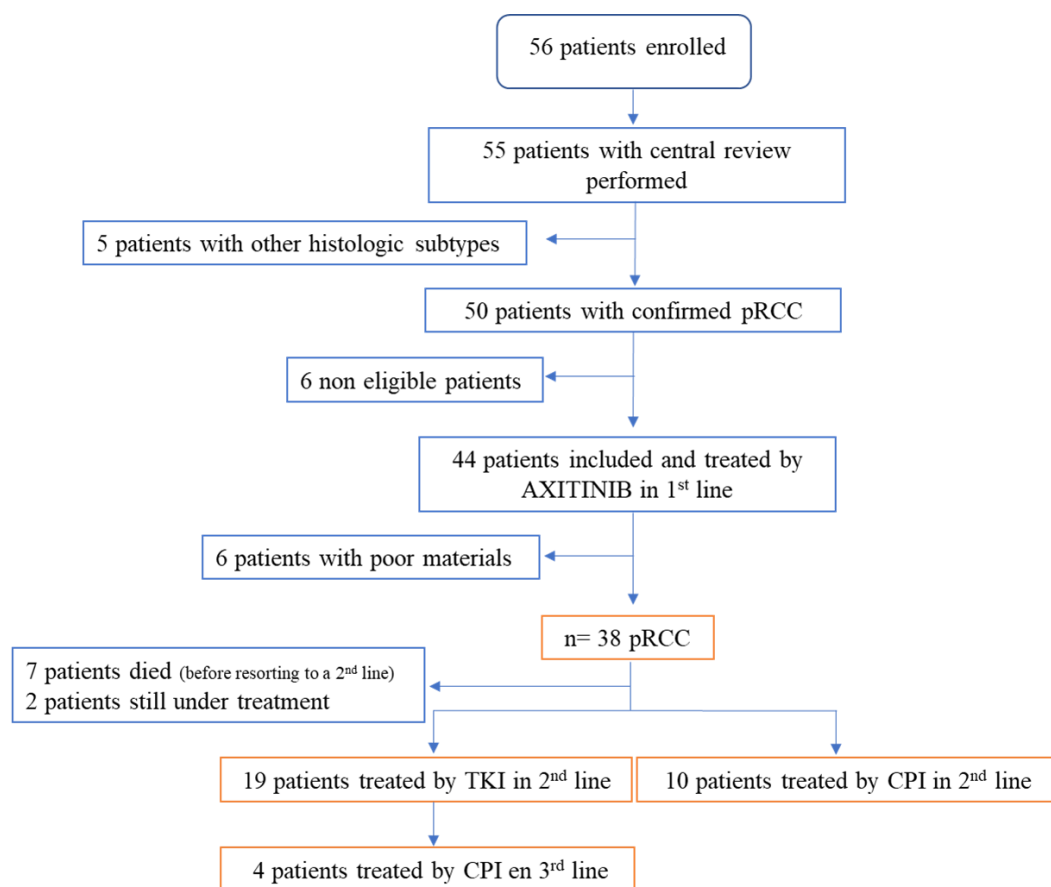 56 patients enrolled
55 patients with central review
performed
5 patients with other histologic subtypes
50 patients with confirmed pRCC
6 non eligible patients
44 patients included and treated by
AXITINIB in 1st line
6 patients with poor materials
n= 38 pRCC
7 patients died (before resorting to a 2nd line)
2 patients still under treatment
19 patients treated by TKI in 2nd line
10 patients treated by CPI in 2nd line
4 patients treated by CPI en 3rd line